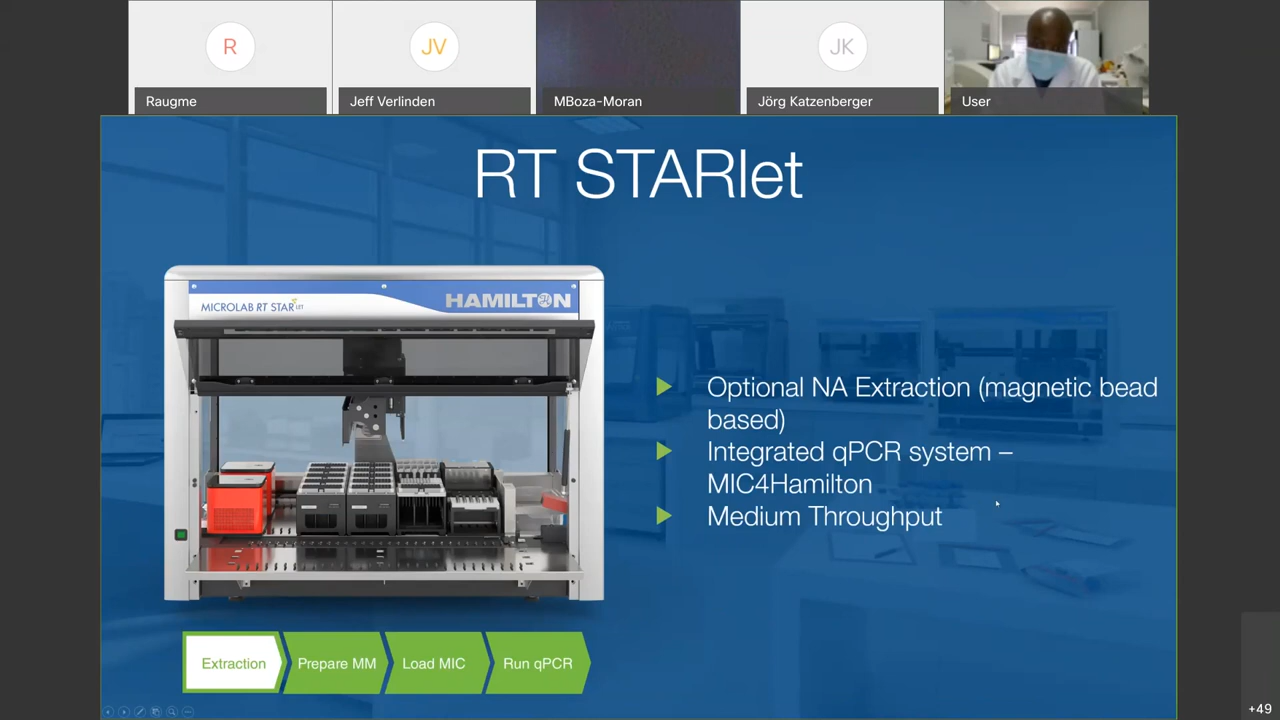 R
JV
JK
Raugme
Jeff Verlinden
MBoza-Moran
Jörg Katzenberger
User
RT STARlet
MICROLAB RT STAR LET
HAMILTON
Optional NA Extraction (magnetic bead
based)
Integrated qPCR system –
MIC4Hamilton
Medium Throughput
Extraction
Prepare MM
Load MIC
Run qPCR
+49